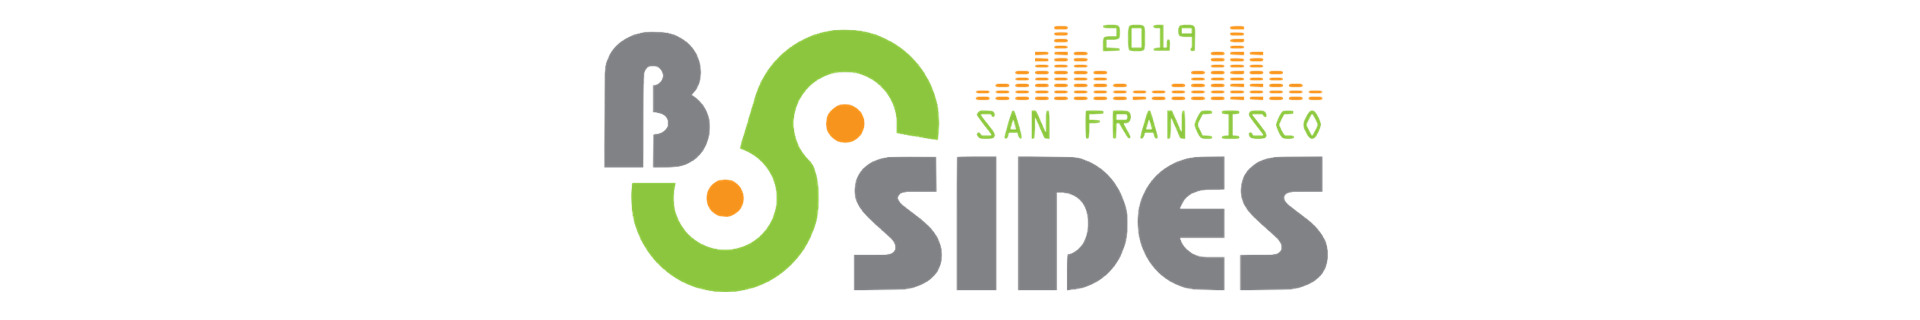 B SIDES
2019
SAN FRANCISCO